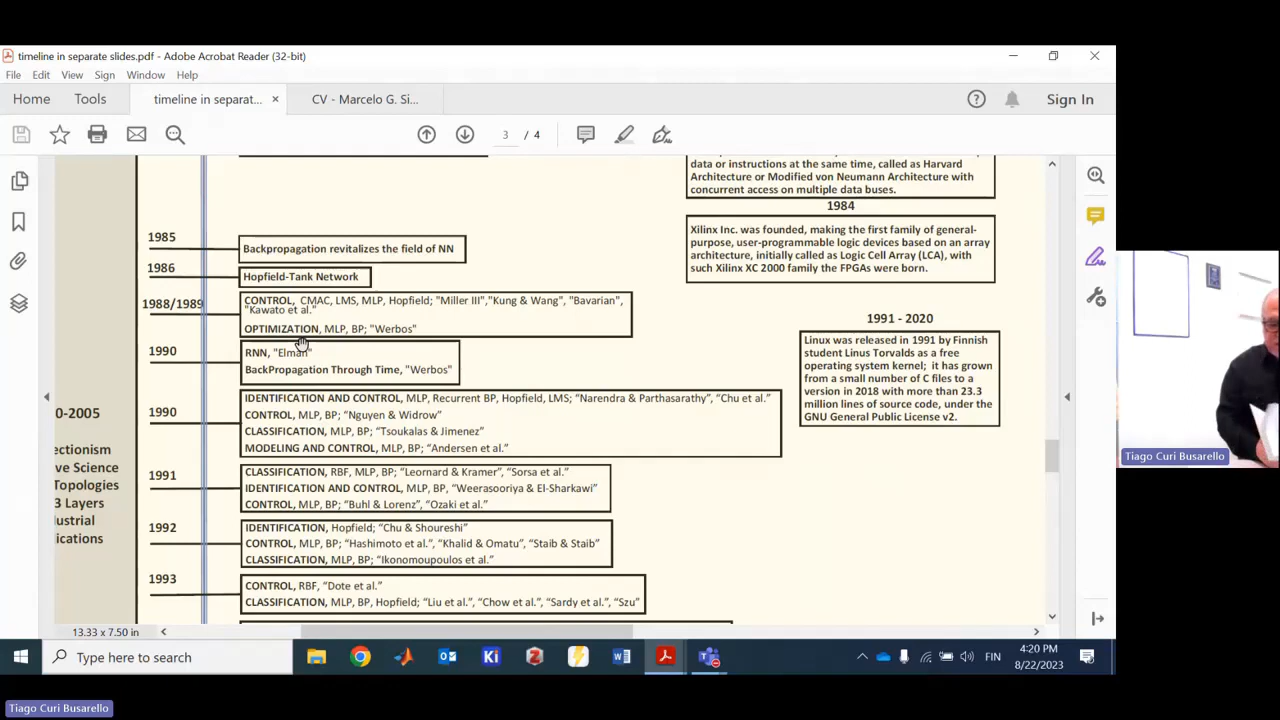 timeline in separate slides.pdf - Adobe Acrobat Reader (32-bit)
File Edit View Sign Window Help
Home Tools timeline in separat... × CV - Marcelo G. Si... Sign In
3 / 4
data or instructions at the same time, called as Harvard
Architecture or Modified von Neumann Architecture with
concurrent access on multiple data buses.
1984
Xilinx Inc. was founded, making the first family of general-
purpose, user-programmable logic devices based on an array
architecture, initially called as Logic Cell Array (LCA), with
such Xilinx XC 2000 family the FPGAs were born.
1991 - 2020
Linux was released in 1991 by Finnish
student Linus Torvalds as a free
operating system kernel; it has grown
from a small number of C files to a
version in 2018 with more than 23.3
million lines of source code, under the
GNU General Public License v2.
1985
Backpropagation revitalizes the field of NN
1986
Hopfield-Tank Network
1988/1989
CONTROL, CMAC, LMS, MLP, Hopfield; "Miller III","Kung & Wang", "Bavarian",
"Kawato et al."
OPTIMIZATION, MLP, BP; "Werbos"
1990
RNN, "Elman"
BackPropagation Through Time, "Werbos"
1990
IDENTIFICATION AND CONTROL, MLP, Recurrent BP, Hopfield, LMS; “Narendra & Parthasarathy”, “Chu et al.”
CONTROL, MLP, BP; “Nguyen & Widrow”
CLASSIFICATION, MLP, BP; “Tsoukalas & Jimenez”
MODELING AND CONTROL, MLP, BP; “Andersen et al.”
1991
CLASSIFICATION, RBF, MLP, BP; “Leornard & Kramer”, “Sorsa et al.”
IDENTIFICATION AND CONTROL, MLP, BP, “Weerasooriya & El-Sharkawi”
CONTROL, MLP, BP; “Buhl & Lorenz”, “Ozaki et al.”
1992
IDENTIFICATION, Hopfield; “Chu & Shoureshi”
CONTROL, MLP, BP; “Hashimoto et al.”, “Khalid & Omatu”, “Staib & Staib”
CLASSIFICATION, MLP, BP; “Ikonomoupoulos et al.”
1993
CONTROL, RBF, “Dote et al.”
CLASSIFICATION, MLP, BP, Hopfield; “Liu et al.”, “Chow et al.”, “Sardy et al.”, “Szu”
0-2005
ectionism
ve Science
Topologies
3 Layers
dustrial
lications
13.33 x 7.50 in
Type here to search
Ki
FIN
4:20 PM
8/22/2023
Tiago Curi Busarello
Tiago Curi Busarello